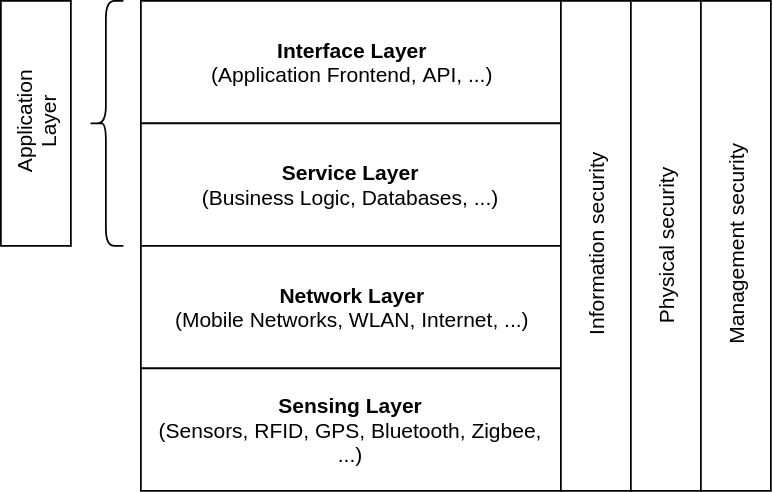 Application
Layer
Interface Layer
(Application Frontend, API, ...)
Service Layer
(Business Logic, Databases, ...)
Network Layer
(Mobile Networks, WLAN, Internet, ...)
Sensing Layer
(Sensors, RFID, GPS, Bluetooth, Zigbee,
...)
Information security
Physical security
Management security